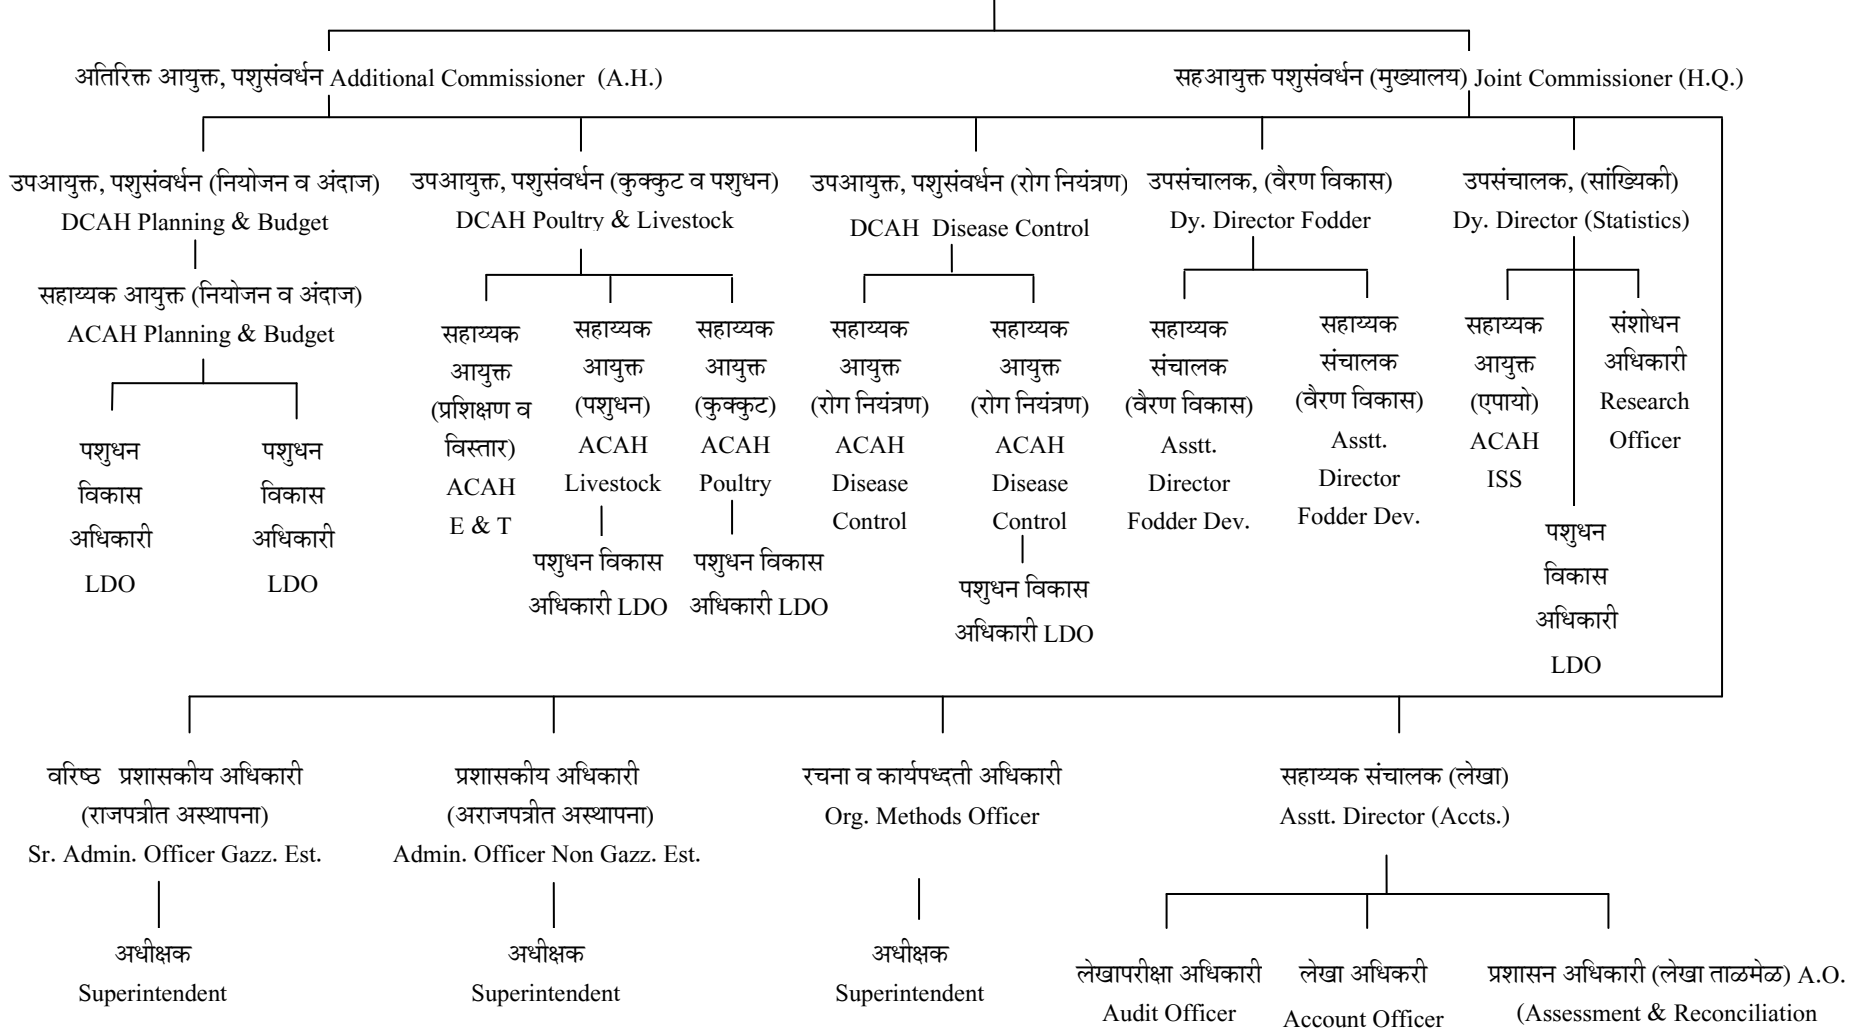 अतिरिक्त आयुक्त, पशुसंवर्धन Additional Commissioner (A.H.)
सहआयुक्त पशुसंवर्धन (मुख्यालय) Joint Commissioner (H.Q.)
उपआयुक्त, पशुसंवर्धन (नियोजन व अंदाज)
DCAH Planning & Budget
उपआयुक्त, पशुसंवर्धन (कुक्कुट व पशुधन)
DCAH Poultry & Livestock
उपआयुक्त, पशुसंवर्धन (रोग नियंत्रण)
DCAH Disease Control
उपसंचालक, (वैरण विकास)
Dy. Director Fodder
उपसंचालक, (सांख्यिकी)
Dy. Director (Statistics)
सहाय्यक आयुक्त (नियोजन व अंदाज)
ACAH Planning & Budget
पशुधन
विकास
अधिकारी
LDO
पशुधन
विकास
अधिकारी
LDO
सहाय्यक
आयुक्त
(प्रशिक्षण व
विस्तार)
ACAH
E & T
सहाय्यक
आयुक्त
(पशुधन)
ACAH
Livestock
पशुधन विकास
अधिकारी LDO
सहाय्यक
आयुक्त
(कुक्कुट)
ACAH
Poultry
पशुधन विकास
अधिकारी LDO
सहाय्यक
आयुक्त
(रोग नियंत्रण)
ACAH
Disease
Control
सहाय्यक
आयुक्त
(रोग नियंत्रण)
ACAH
Disease
Control
पशुधन विकास
अधिकारी LDO
सहाय्यक
संचालक
(वैरण विकास)
Asstt.
Director
Fodder Dev.
सहाय्यक
संचालक
(वैरण विकास)
Asstt.
Director
Fodder Dev.
सहाय्यक
आयुक्त
(एपायो)
ACAH
ISS
पशुधन
विकास
अधिकारी
LDO
संशोधन
अधिकारी
Research
Officer
वरिष्ठ प्रशासकीय अधिकारी
(राजपत्रीत अस्थापना)
Sr. Admin. Officer Gazz. Est.
अधीक्षक
Superintendent
प्रशासकीय अधिकारी
(अराजपत्रीत अस्थापना)
Admin. Officer Non Gazz. Est.
अधीक्षक
Superintendent
रचना व कार्यपध्दती अधिकारी
Org. Methods Officer
अधीक्षक
Superintendent
सहाय्यक संचालक (लेखा)
Asstt. Director (Accts.)
लेखापरीक्षा अधिकारी
Audit Officer
लेखा अधिकरी
Account Officer
प्रशासन अधिकारी (लेखा ताळमेळ) A.O.
(Assessment & Reconciliation